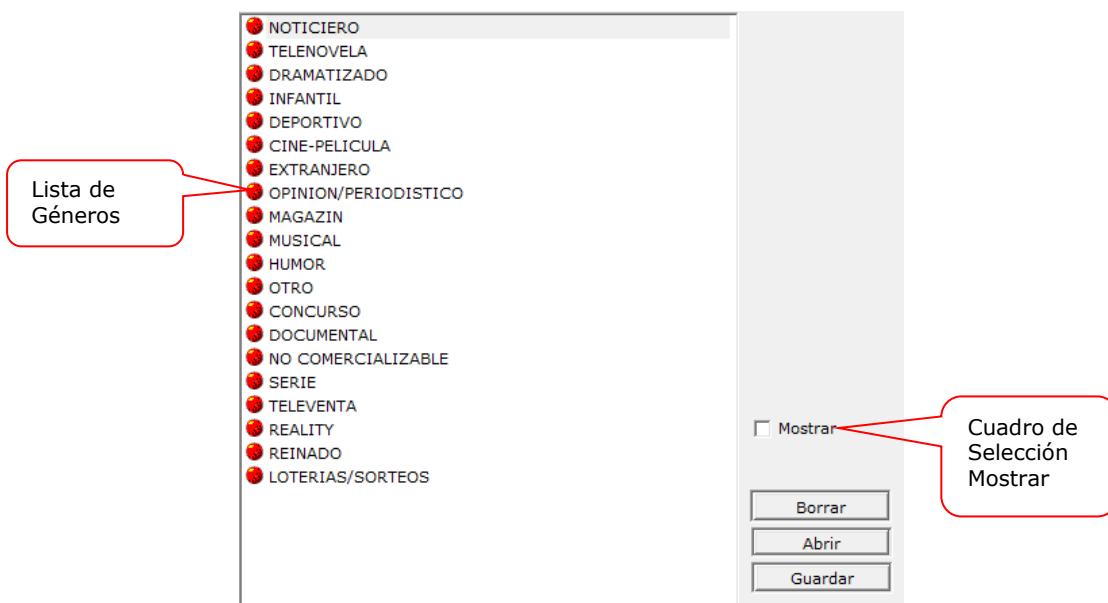 NOTICIERO
TELENOVELA
DRAMATIZADO
INFANTIL
DEPORTIVO
CINE-PELICULA
EXTRANJERO
OPINION/PERIODISTICO
MAGAZIN
MUSICAL
HUMOR
OTRO
CONCURSO
DOCUMENTAL
NO COMERCIALIZABLE
SERIE
TELEVENTA
REALITY
REINADO
LOTERIAS/SORTEOS
Lista de
Géneros
Mostrar
Cuadro de
Selección
Mostrar
Borrar
Abrir
Guardar